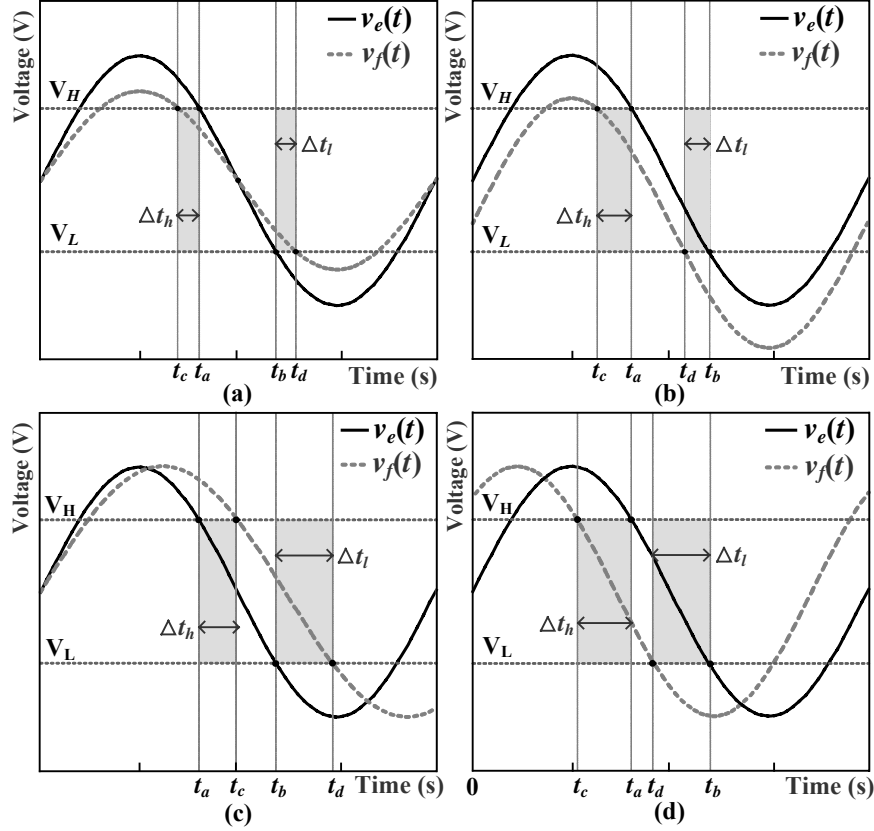 Voltage (V)
v_e(t)
v_f(t)
V_H
Δt_l
Δt_h
V_L
t_c t_a t_b t_d Time (s)
(a)
Voltage (V)
v_e(t)
v_f(t)
V_H
Δt_l
Δt_h
V_L
t_c t_a t_d t_b Time (s)
(b)
Voltage (V)
v_e(t)
v_f(t)
V_H
Δt_l
Δt_h
V_L
t_a t_c t_b t_d Time (s)
(c)
Voltage (V)
v_e(t)
v_f(t)
V_H
Δt_l
Δt_h
V_L
0 t_c t_a t_d t_b Time (s)
(d)